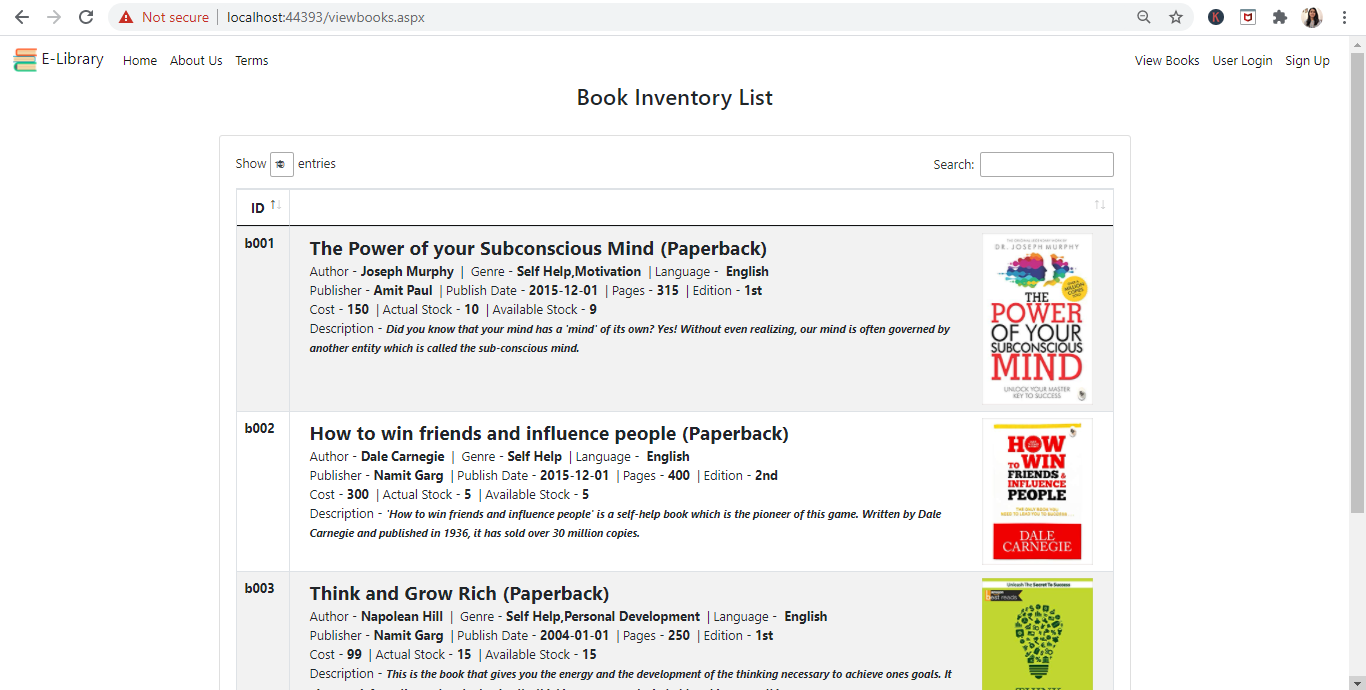 Not secure | localhost:44393/viewbooks.aspx
E-Library Home About Us Terms View Books User Login Sign Up
Book Inventory List
Show entries Search:
ID
b001 The Power of your Subconscious Mind (Paperback)
Author - Joseph Murphy | Genre - Self Help,Motivation | Language - English
Publisher - Amit Paul | Publish Date - 2015-12-01 | Pages - 315 | Edition - 1st
Cost - 150 | Actual Stock - 10 | Available Stock - 9
Description - Did you know that your mind has a 'mind' of its own? Yes! Without even realizing, our mind is often governed by
another entity which is called the sub-conscious mind.
DR. JOSEPH MURPHY
THE
POWER
OF YOUR
SUBCONSCIOUS
MIND
UNLOCK YOUR MASTER
KEY TO SUCCESS
b002 How to win friends and influence people (Paperback)
Author - Dale Carnegie | Genre - Self Help | Language - English
Publisher - Namit Garg | Publish Date - 2015-12-01 | Pages - 400 | Edition - 2nd
Cost - 300 | Actual Stock - 5 | Available Stock - 5
Description - 'How to win friends and influence people' is a self-help book which is the pioneer of this game. Written by Dale
Carnegie and published in 1936, it has sold over 30 million copies.
HOW
TO WIN
FRIENDS &
INFLUENCE
PEOPLE
DALE
CARNEGIE
b003 Think and Grow Rich (Paperback)
Author - Napolean Hill | Genre - Self Help,Personal Development | Language - English
Publisher - Namit Garg | Publish Date - 2004-01-01 | Pages - 250 | Edition - 1st
Cost - 99 | Actual Stock - 15 | Available Stock - 15
Description - This is the book that gives you the energy and the development of the thinking necessary to achieve ones goals. It
Unleash The Secret To Success
best reads